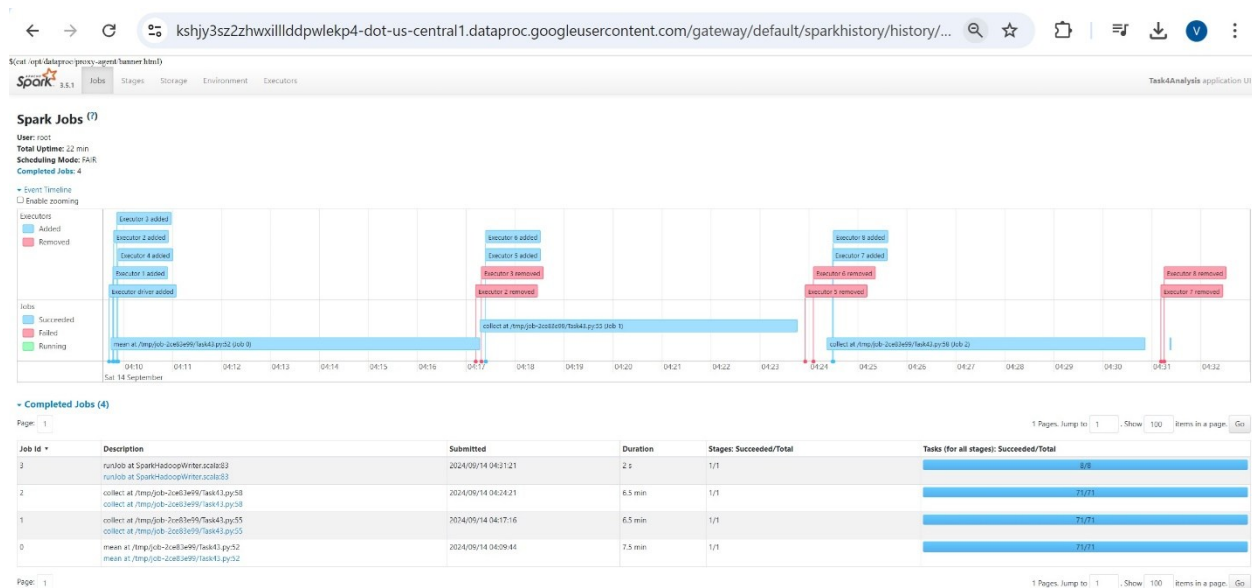 kshjy3sz2zhwxilllddpwlekp4-dot-us-central1.dataproc.googleusercontent.com/gateway/default/sparkhistory/history/...
V
$(cat /opt/dataproc/proxy-agent/banner.html)
APACHE Spark 3.5.1 Jobs Stages Storage Environment Executors Task4Analysis application UI
Spark Jobs (?)
User: root
Total Uptime: 22 min
Scheduling Mode: FAIR
Completed Jobs: 4
Event Timeline
Enable zooming
Executors
Added
Removed
Executor 3 added
Executor 2 added
Executor 4 added
Executor 1 added
Executor driver added
Executor 6 added
Executor 5 added
Executor 3 removed
Executor 2 removed
Executor 8 added
Executor 7 added
Executor 6 removed
Executor 5 removed
Executor 8 removed
Executor 7 removed
Jobs
Succeeded
Failed
Running
collect at /tmp/job-2ce83e99/Task43.py:55 (Job 1)
mean at /tmp/job-2ce83e99/Task43.py:52 (Job 0)
collect at /tmp/job-2ce83e99/Task43.py:58 (Job 2)
04:10 04:11 04:12 04:13 04:14 04:15 04:16 04:17 04:18 04:19 04:20 04:21 04:22 04:23 04:24 04:25 04:26 04:27 04:28 04:29 04:30 04:31 04:32
Sat 14 September
Completed Jobs (4)
Page: 1 1 Pages. Jump to 1 . Show 100 items in a page. Go
Job Id Description Submitted Duration Stages: Succeeded/Total Tasks (for all stages): Succeeded/Total
3 runJob at SparkHadoopWriter.scala:83 2024/09/14 04:31:21 2 s 1/1 8/8
runJob at SparkHadoopWriter.scala:83
2 collect at /tmp/job-2ce83e99/Task43.py:58 2024/09/14 04:24:21 6.5 min 1/1 71/71
collect at /tmp/job-2ce83e99/Task43.py:58
1 collect at /tmp/job-2ce83e99/Task43.py:55 2024/09/14 04:17:16 6.5 min 1/1 71/71
collect at /tmp/job-2ce83e99/Task43.py:55
0 mean at /tmp/job-2ce83e99/Task43.py:52 2024/09/14 04:09:44 7.5 min 1/1 71/71
mean at /tmp/job-2ce83e99/Task43.py:52
Page: 1 1 Pages. Jump to 1 . Show 100 items in a page. Go